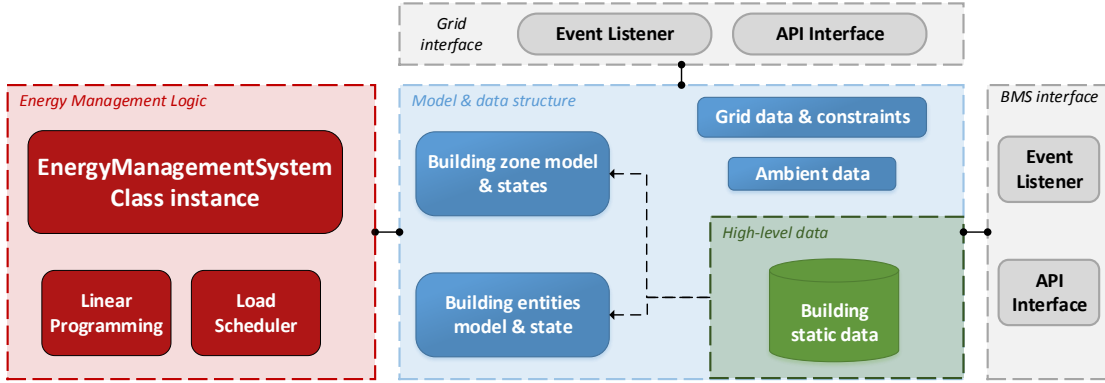 Grid
interface
Event Listener
API Interface
Energy Management Logic
EnergyManagementSystem
Class instance
Linear
Programming
Load
Scheduler
Model & data structure
Grid data & constraints
Building zone model
& states
Ambient data
High-level data
Building entities
model & state
Building
static data
BMS interface
Event
Listener
API
Interface